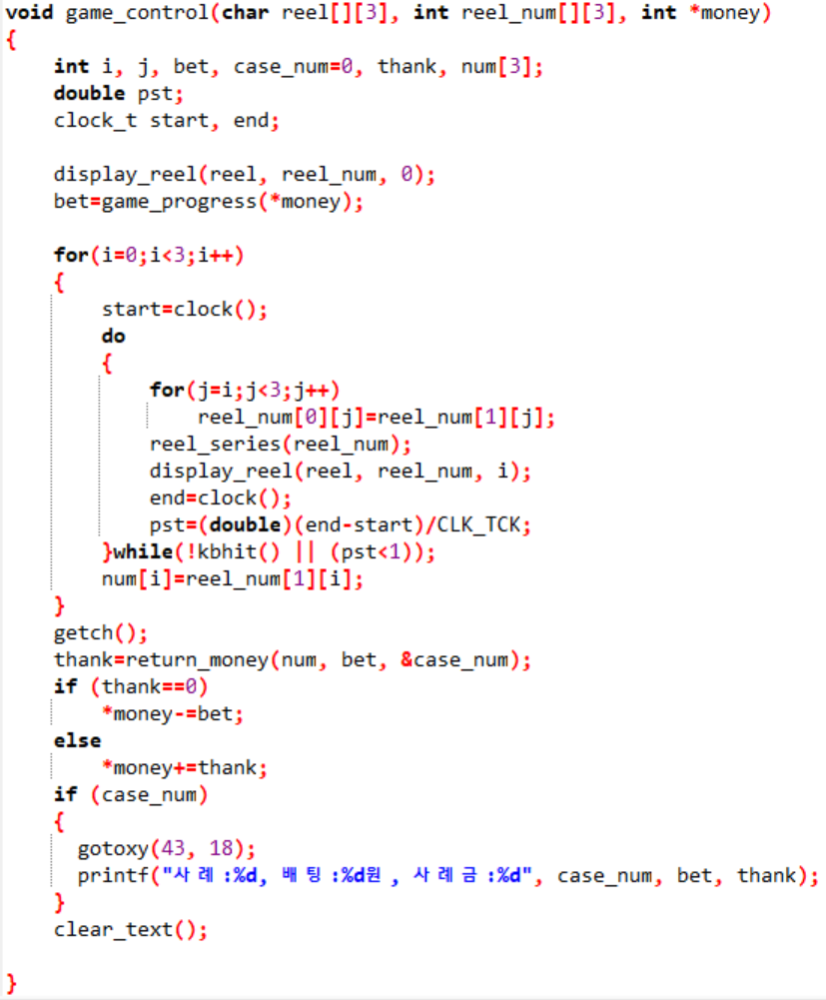 void game_control(char reel[][3], int reel_num[][3], int *money)
{
    int i, j, bet, case_num=0, thank, num[3];
    double pst;
    clock_t start, end;

    display_reel(reel, reel_num, 0);
    bet=game_progress(*money);

    for(i=0;i<3;i++)
    {
        start=clock();
        do
        {
            for(j=i;j<3;j++)
                reel_num[0][j]=reel_num[1][j];
            reel_series(reel_num);
            display_reel(reel, reel_num, i);
            end=clock();
            pst=(double)(end-start)/CLK_TCK;
        }while(!kbhit() || (pst<1));
        num[i]=reel_num[1][i];
    }
    getch();
    thank=return_money(num, bet, &case_num);
    if (thank==0)
        *money-=bet;
    else
        *money+=thank;
    if (case_num)
    {
      gotoxy(43, 18);
      printf("사례:%d, 배팅:%d원, 사례금:%d", case_num, bet, thank);
    }
    clear_text();

}